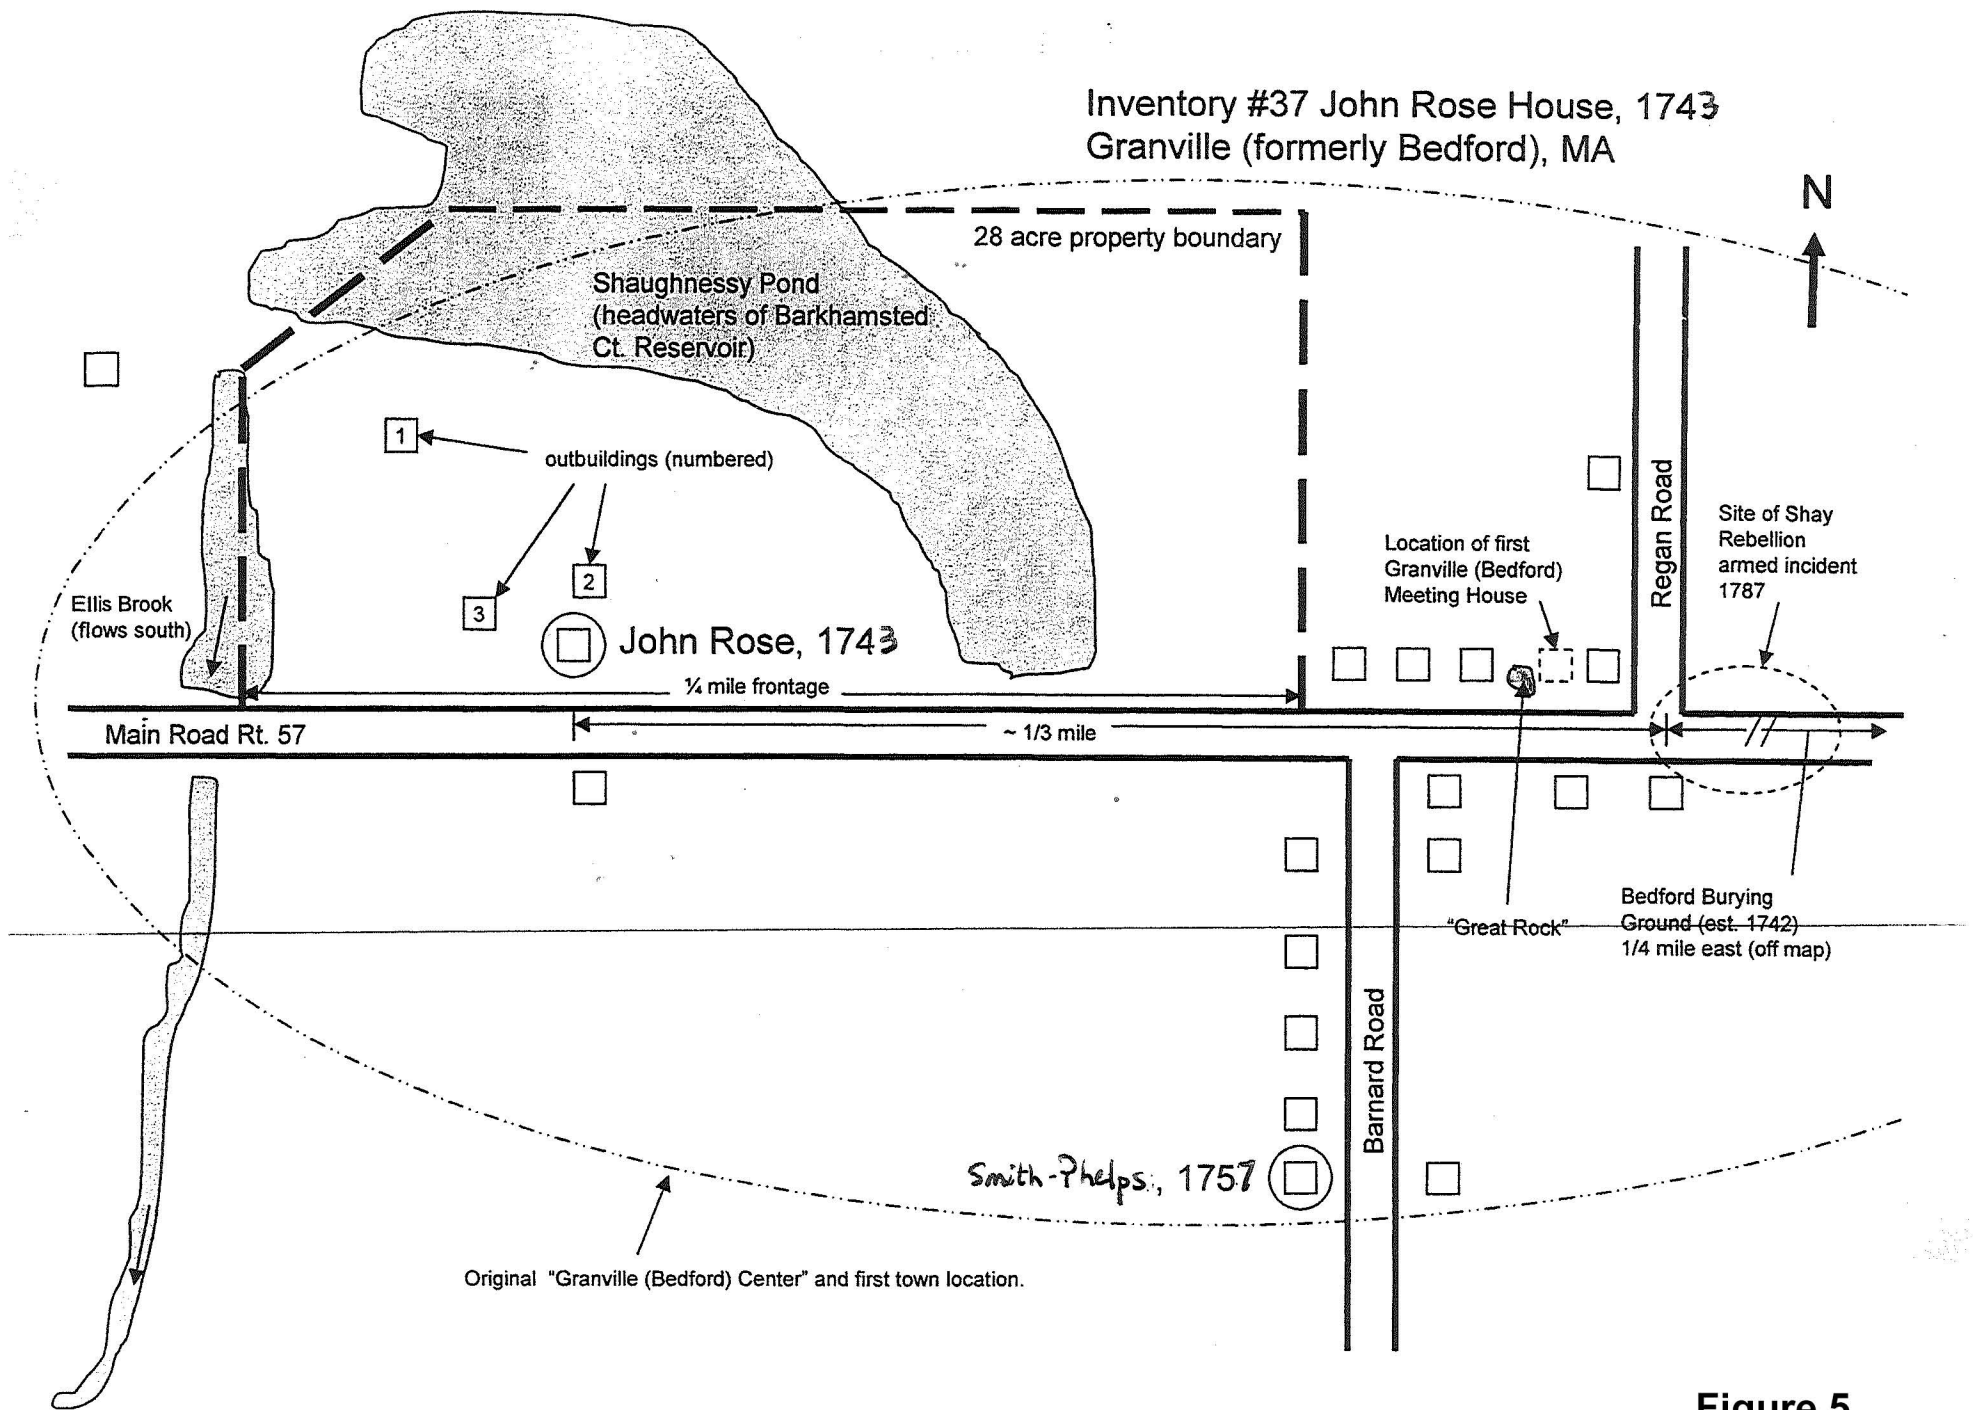 Inventory #37 John Rose House, 1743
Granville (formerly Bedford), MA
N
28 acre property boundary
Shaughnessy Pond
(headwaters of Barkhamsted
Ct. Reservoir)
1
outbuildings (numbered)
2
3
Ellis Brook
(flows south)
John Rose, 1743
¼ mile frontage
Location of first
Granville (Bedford)
Meeting House
Regan Road
Site of Shay
Rebellion
armed incident
1787
Main Road Rt. 57
~ 1/3 mile
"Great Rock"
Bedford Burying
Ground (est. 1742)
1/4 mile east (off map)
Barnard Road
Smith-Phelps, 1757
Original "Granville (Bedford) Center" and first town location.
Figure 5